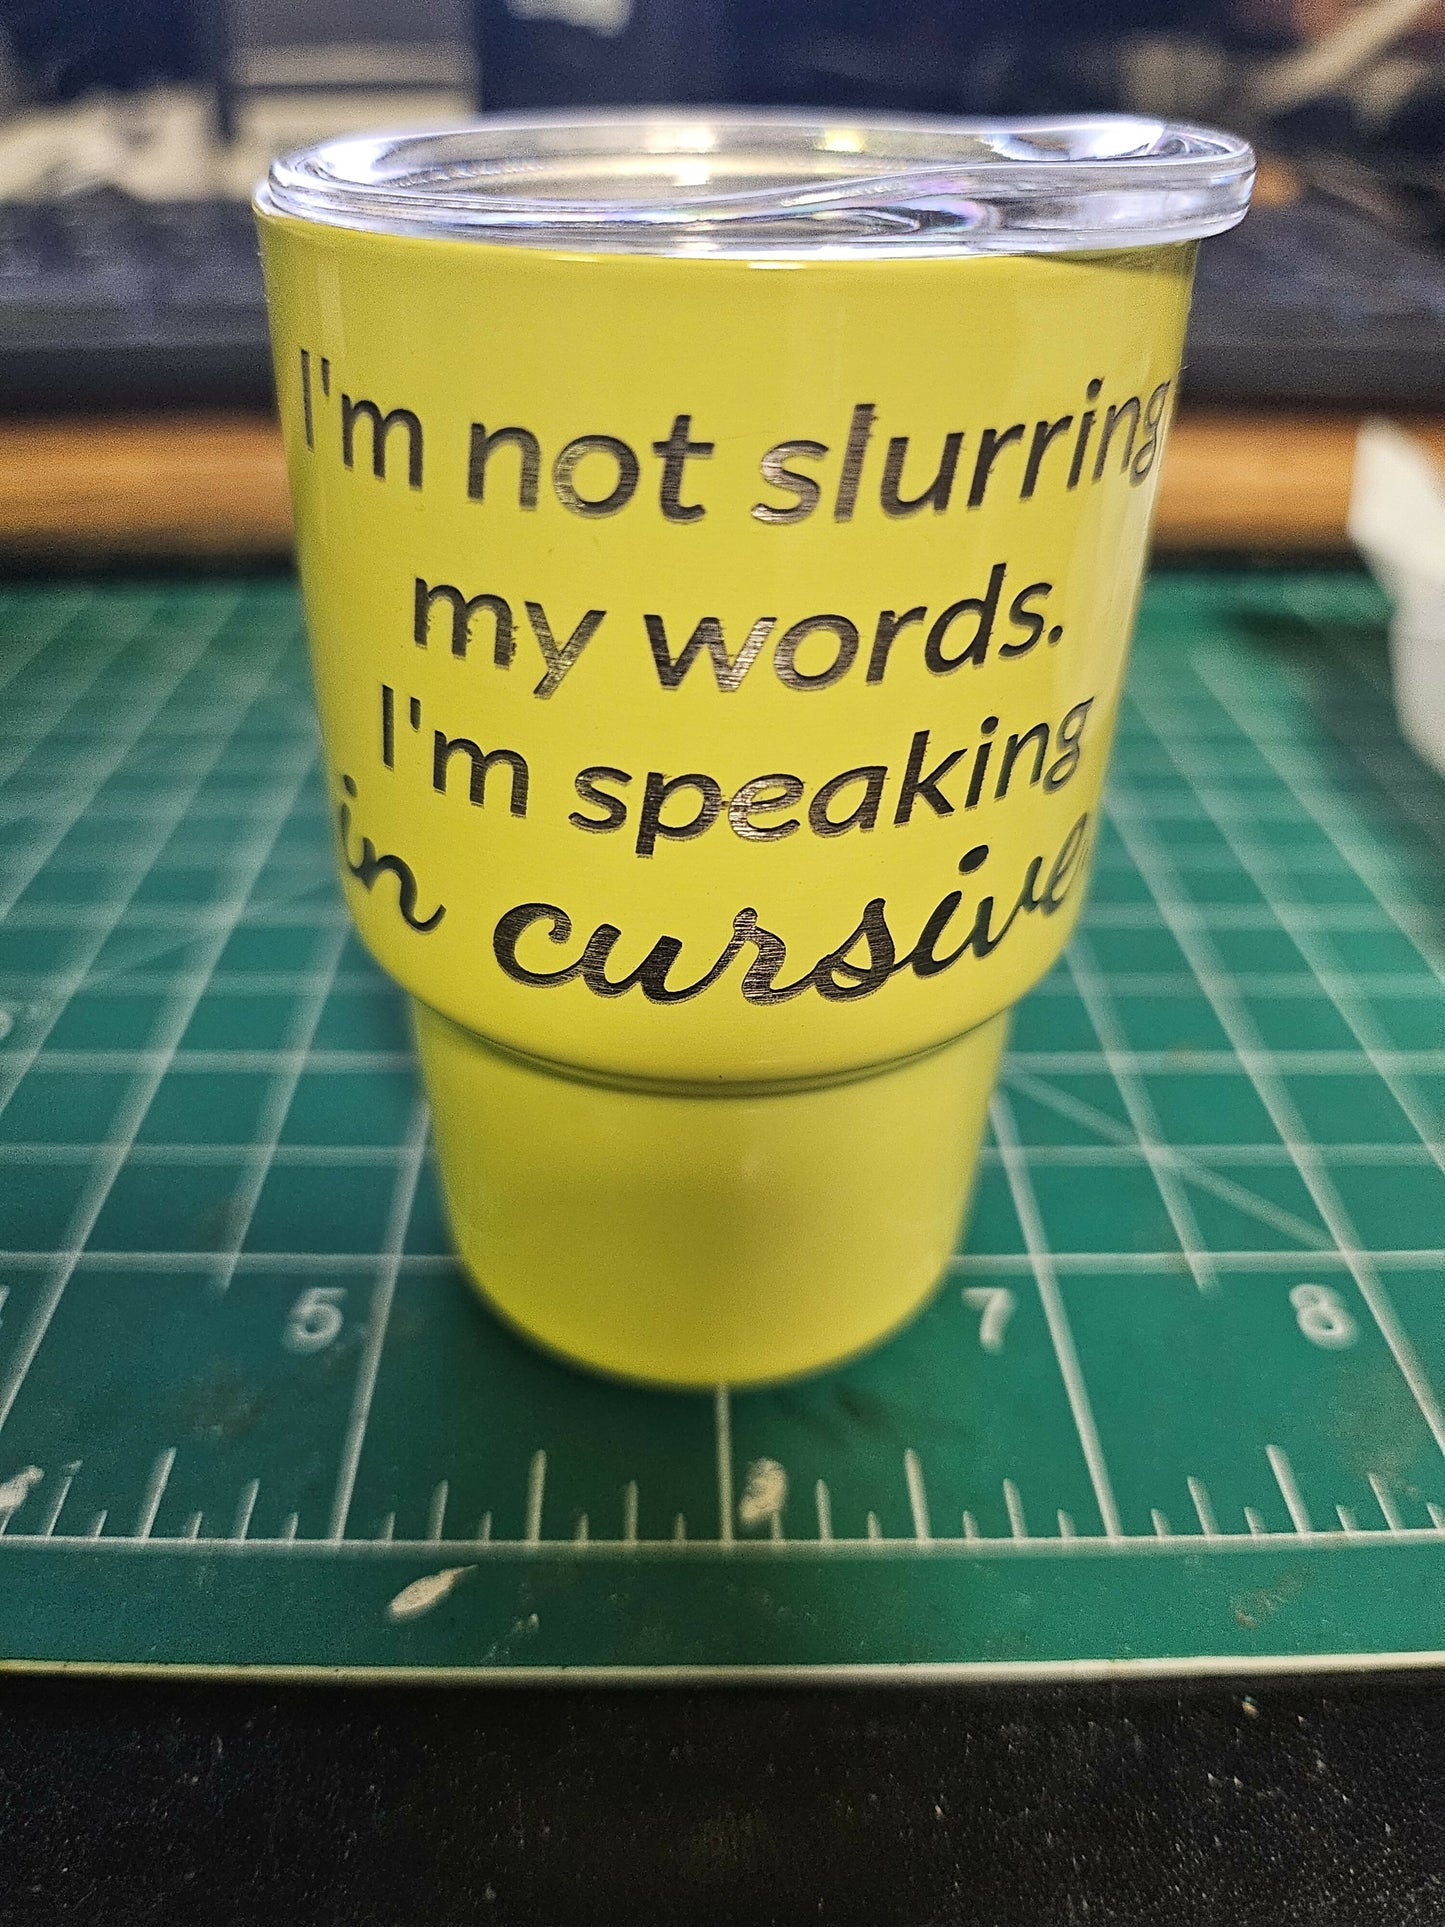 I'm not slurring
my words.
I'm speaking
in cursive
5 7 8